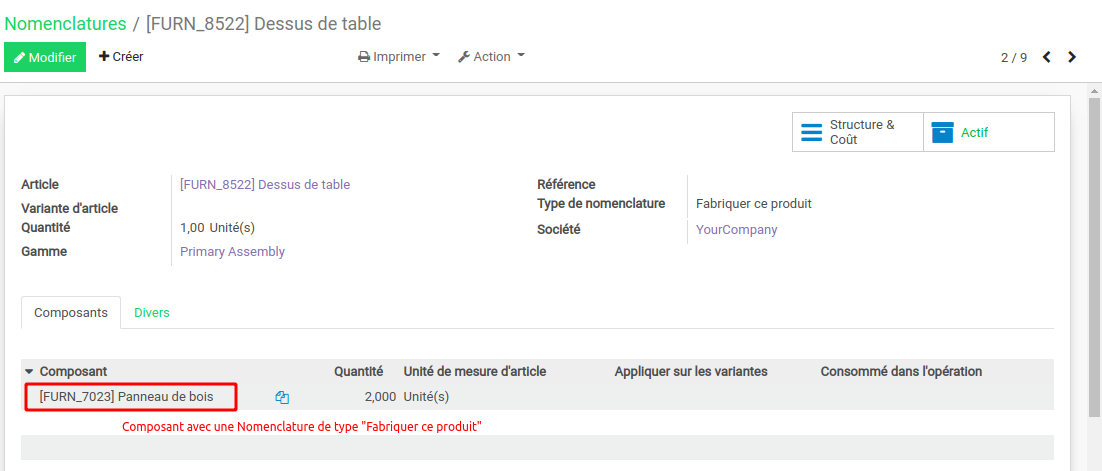 Nomenclatures / [FURN_8522] Dessus de table
Modifier Créer Imprimer Action 2 / 9
Structure & Coût
Actif
Article [FURN_8522] Dessus de table
Variante d'article
Quantité 1,00 Unité(s)
Gamme Primary Assembly
Référence
Type de nomenclature Fabriquer ce produit
Société YourCompany
Composants Divers
Composant Quantité Unité de mesure d'article Appliquer sur les variantes Consommé dans l'opération
[FURN_7023] Panneau de bois 2,000 Unité(s)
Composant avec une Nomenclature de type "Fabriquer ce produit"